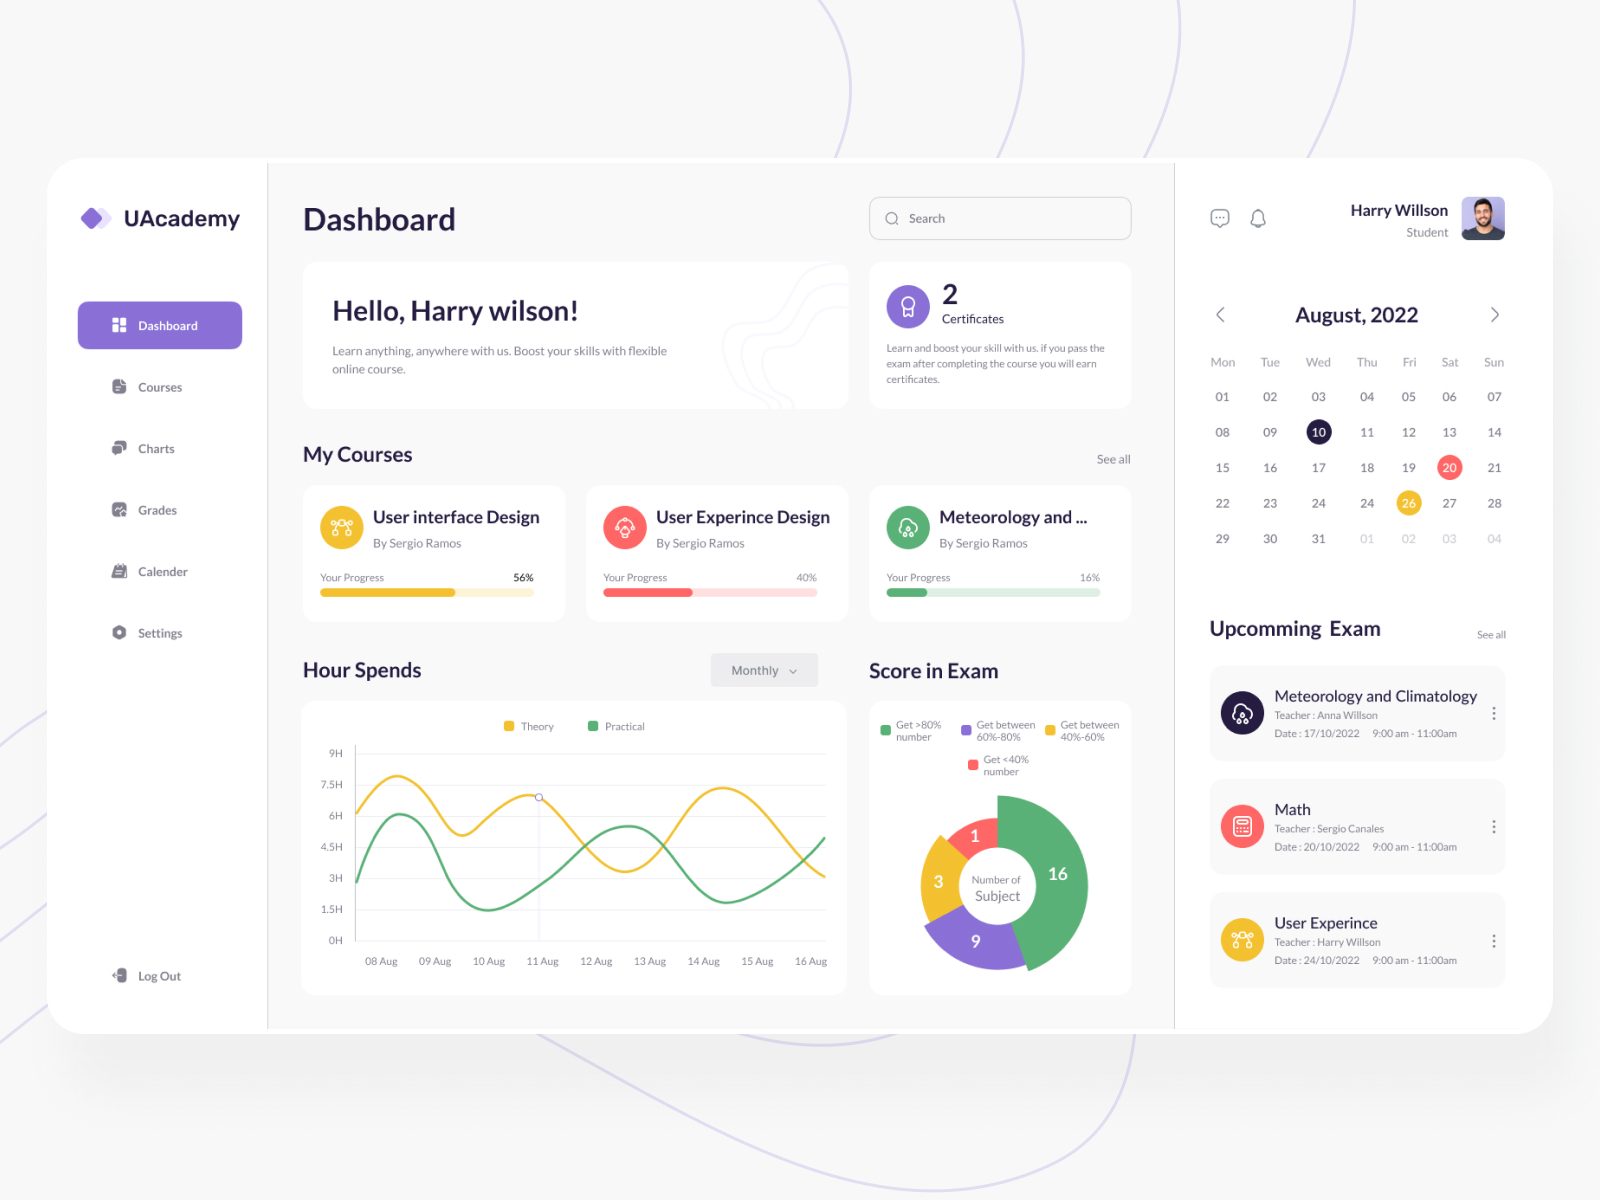 UAcademy
Dashboard
Courses
Charts
Grades
Calender
Settings
Log Out
Dashboard
Search
Hello, Harry wilson!
Learn anything, anywhere with us. Boost your skills with flexible
online course.
2
Certificates
Learn and boost your skill with us. if you pass the
exam after completing the course you will earn
certificates.
My Courses
See all
User interface Design
By Sergio Ramos
Your Progress 56%
User Experince Design
By Sergio Ramos
Your Progress 40%
Meteorology and ...
By Sergio Ramos
Your Progress 16%
Hour Spends
Monthly
Theory Practical
9H
7.5H
6H
4.5H
3H
1.5H
0H
08 Aug 09 Aug 10 Aug 11 Aug 12 Aug 13 Aug 14 Aug 15 Aug 16 Aug
Score in Exam
Get >80%
number
Get between
60%-80%
Get between
40%-60%
Get <40%
number
1
16
3
9
Number of
Subject
Harry Willson
Student
August, 2022
Mon Tue Wed Thu Fri Sat Sun
01 02 03 04 05 06 07
08 09 10 11 12 13 14
15 16 17 18 19 20 21
22 23 24 24 26 27 28
29 30 31 01 02 03 04
Upcomming Exam
See all
Meteorology and Climatology
Teacher : Anna Willson
Date : 17/10/2022 9:00 am - 11:00am
Math
Teacher : Sergio Canales
Date : 20/10/2022 9:00 am - 11:00am
User Experince
Teacher : Harry Willson
Date : 24/10/2022 9:00 am - 11:00am